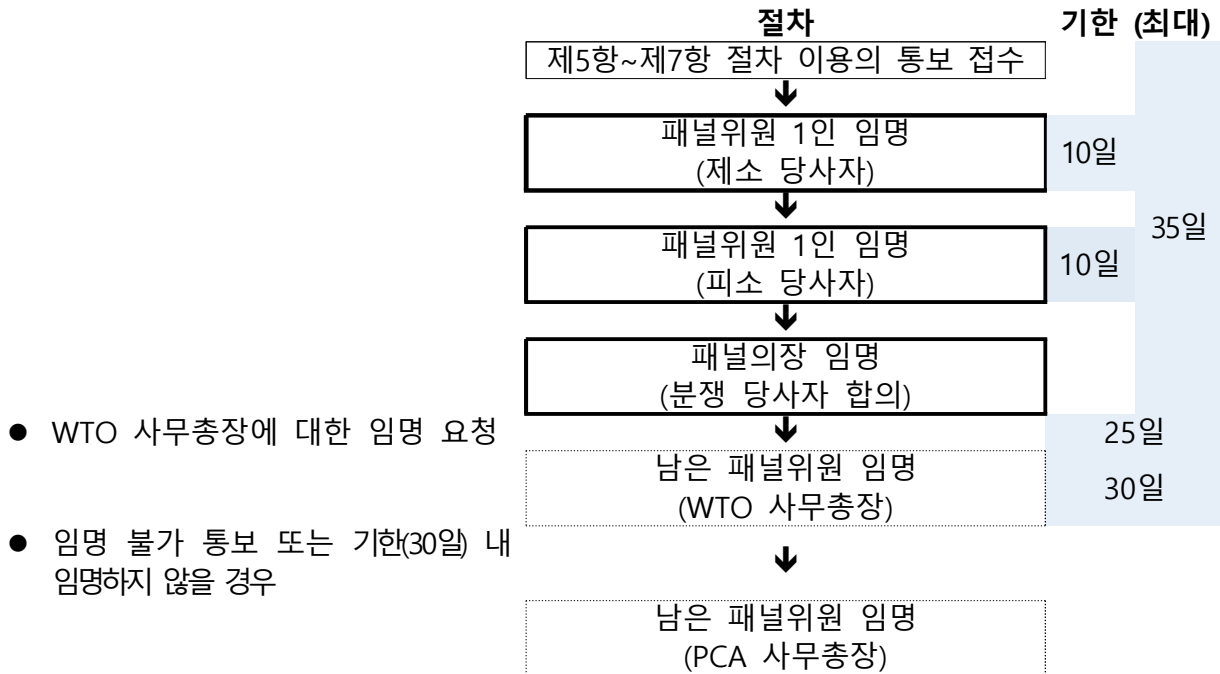 절차 기한 (최대)
제5항~제7항 절차 이용의 통보 접수
패널위원 1인 임명
(제소 당사자)
10일
35일
패널위원 1인 임명
(피소 당사자)
10일
패널의장 임명
(분쟁 당사자 합의)
● WTO 사무총장에 대한 임명 요청
25일
남은 패널위원 임명
(WTO 사무총장)
30일
● 임명 불가 통보 또는 기한(30일) 내
임명하지 않을 경우
남은 패널위원 임명
(PCA 사무총장)